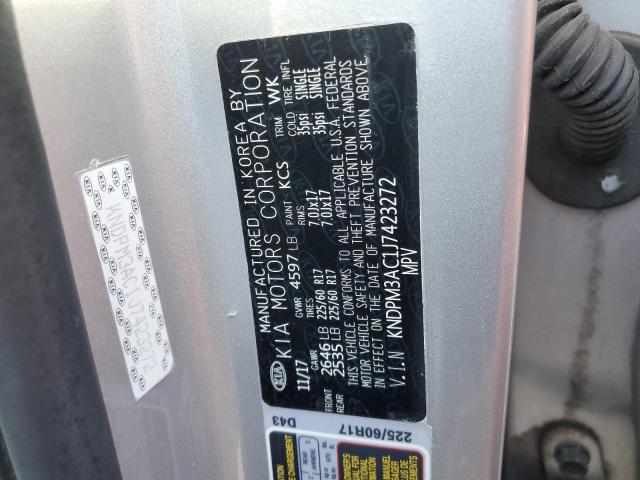 MANUFACTURED IN KOREA BY
KIA MOTORS CORPORATION
11/17 GVWR 4597 LB PAINT KCS TRIM WK
GAWR TIRES RIMS COLD TIRE INFL
FRONT 2646 LB 225/60 R17 7.0Jx17 35psi SINGLE
REAR 2535 LB 225/60 R17 7.0Jx17 35psi SINGLE
THIS VEHICLE CONFORMS TO ALL APPLICABLE U.S.A. FEDERAL
MOTOR VEHICLE SAFETY AND THEFT PREVENTION STANDARDS
IN EFFECT ON THE DATE OF MANUFACTURE SHOWN ABOVE.
V.I.N KNDPM3AC1J7423272
MPV
KIA
225/60R17
D43
KNDPM3AC1J7423272